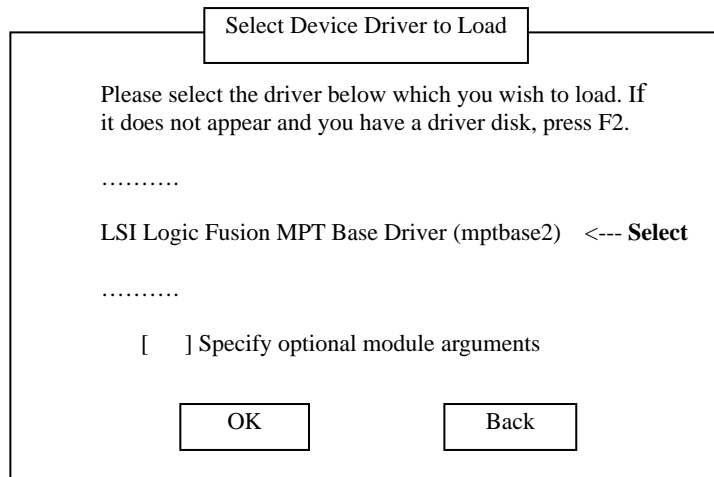 Select Device Driver to Load
Please select the driver below which you wish to load. If
it does not appear and you have a driver disk, press F2.
……….
LSI Logic Fusion MPT Base Driver (mptbase2) <--- Select
……….
[ ] Specify optional module arguments
OK Back